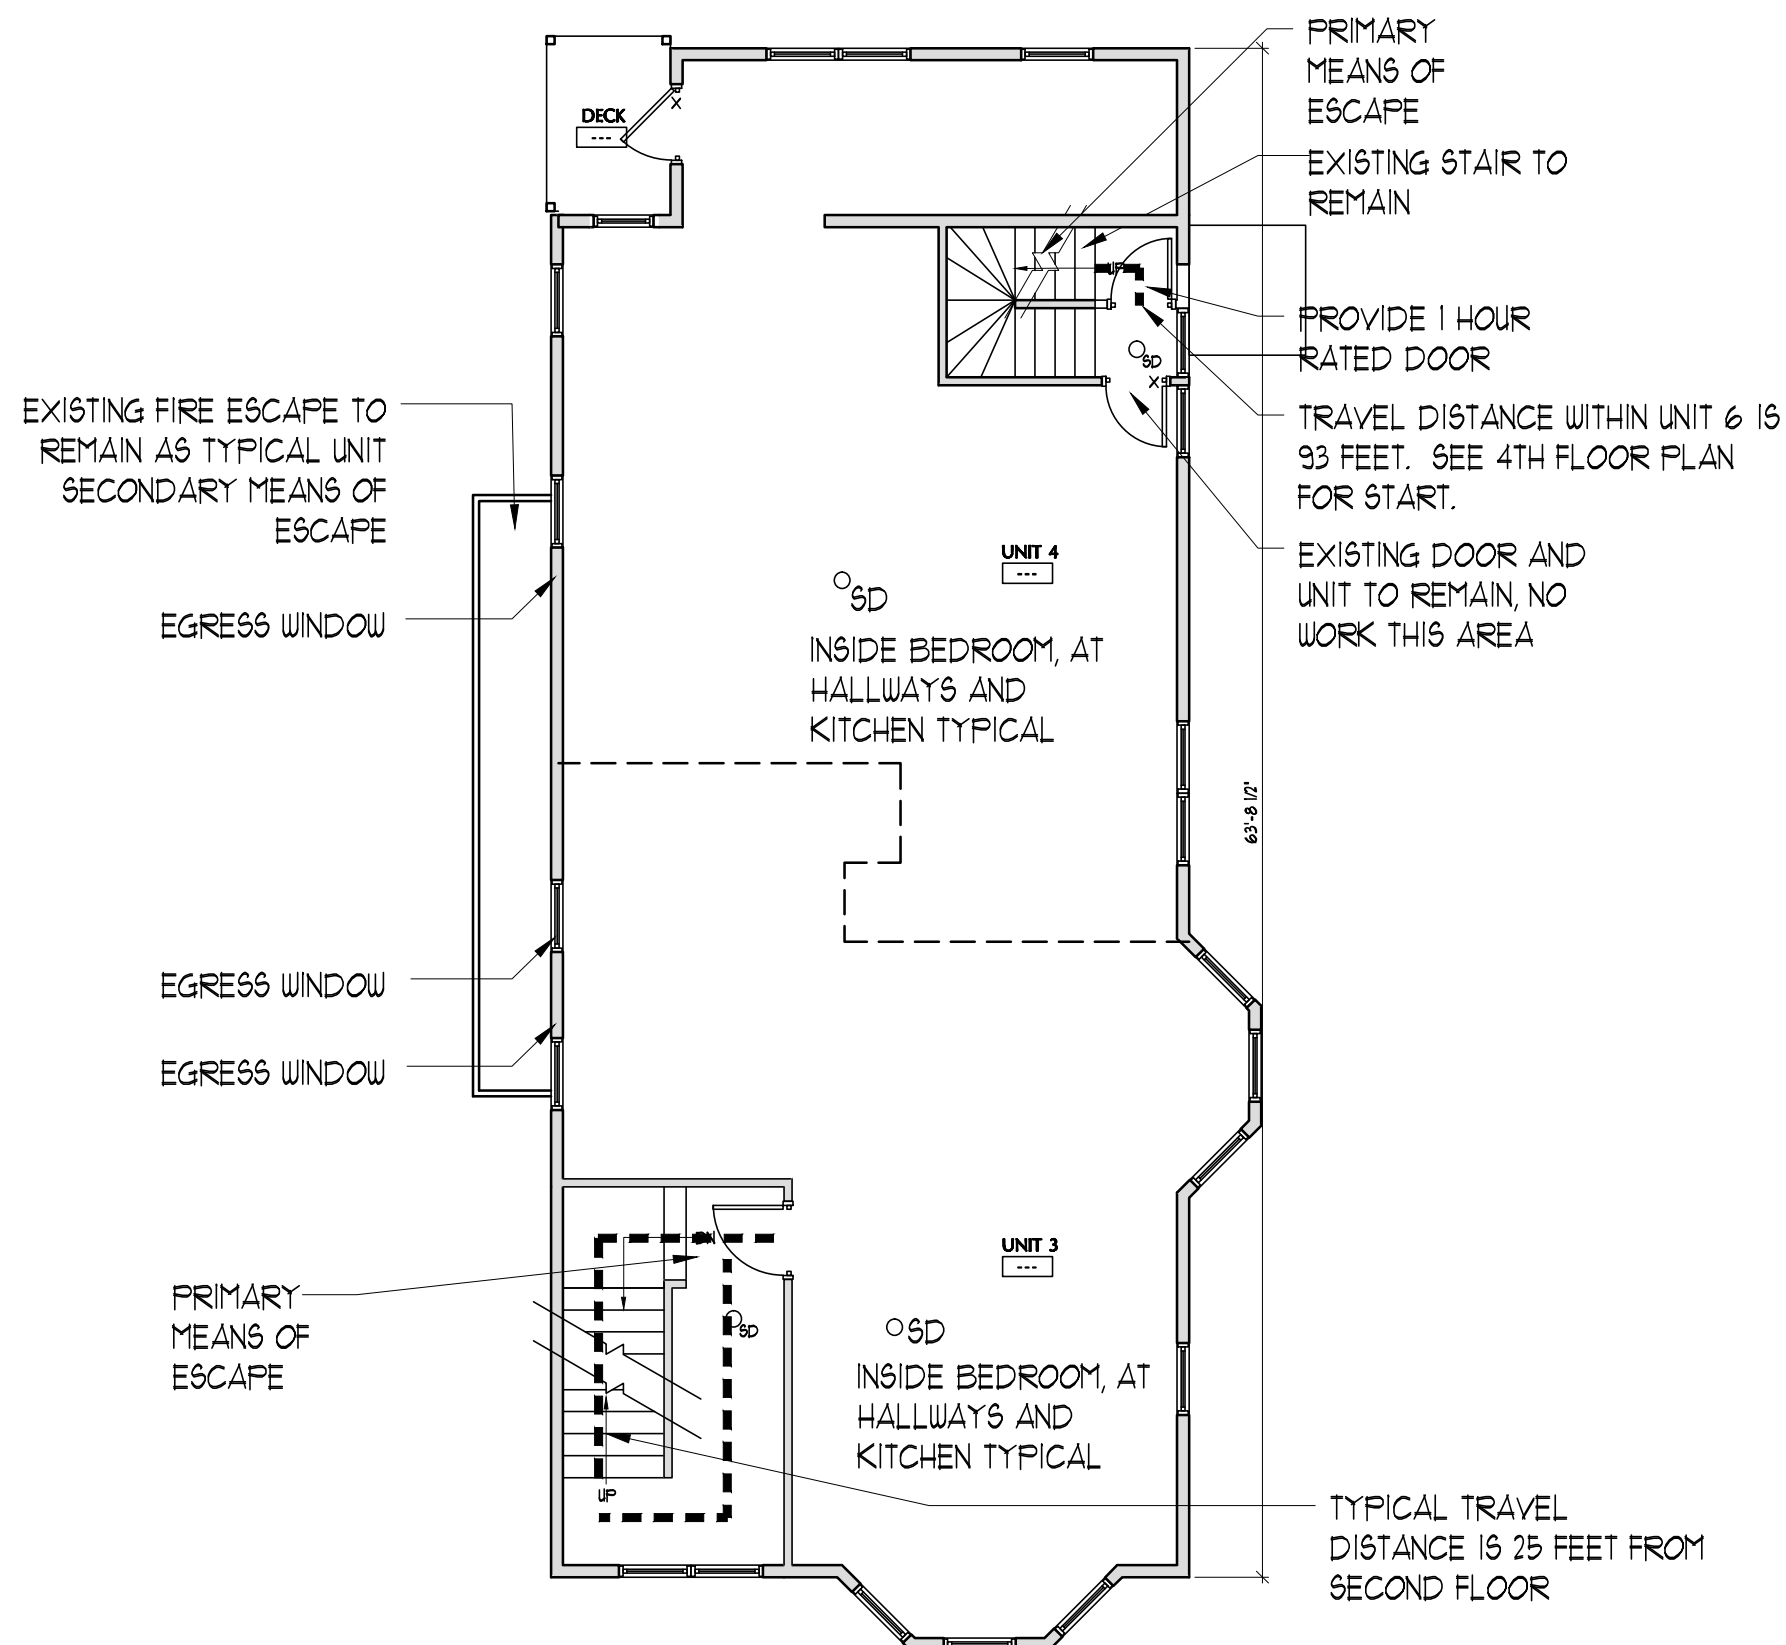 PRIMARY
MEANS OF
ESCAPE
DECK
---
EXISTING STAIR TO
REMAIN
UP
PROVIDE 1 HOUR
RATED DOOR
SD
EXISTING FIRE ESCAPE TO
REMAIN AS TYPICAL UNIT
SECONDARY MEANS OF
ESCAPE
TRAVEL DISTANCE WITHIN UNIT 6 IS
93 FEET. SEE 4TH FLOOR PLAN
FOR START.
UNIT 4
---
EXISTING DOOR AND
UNIT TO REMAIN, NO
WORK THIS AREA
SD
INSIDE BEDROOM, AT
HALLWAYS AND
KITCHEN TYPICAL
EGRESS WINDOW
63'-8 1/2"
EGRESS WINDOW
EGRESS WINDOW
DN
UNIT 3
---
PRIMARY
MEANS OF
ESCAPE
SD
SD
INSIDE BEDROOM, AT
HALLWAYS AND
KITCHEN TYPICAL
UP
TYPICAL TRAVEL
DISTANCE IS 25 FEET FROM
SECOND FLOOR